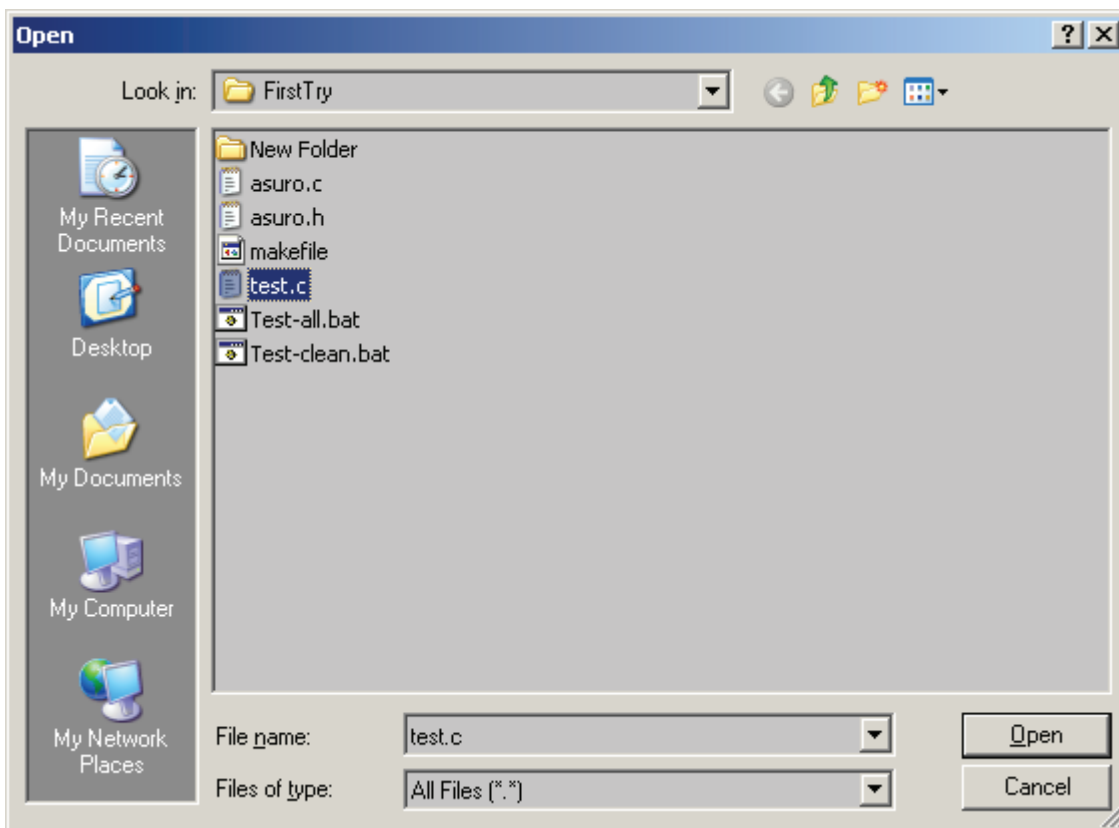 Open
Look in: FirstTry
New Folder
asuro.c
asuro.h
makefile
test.c
Test-all.bat
Test-clean.bat
My Recent
Documents
Desktop
My Documents
My Computer
My Network
Places
File name: test.c
Open
Files of type: All Files (*.*)
Cancel